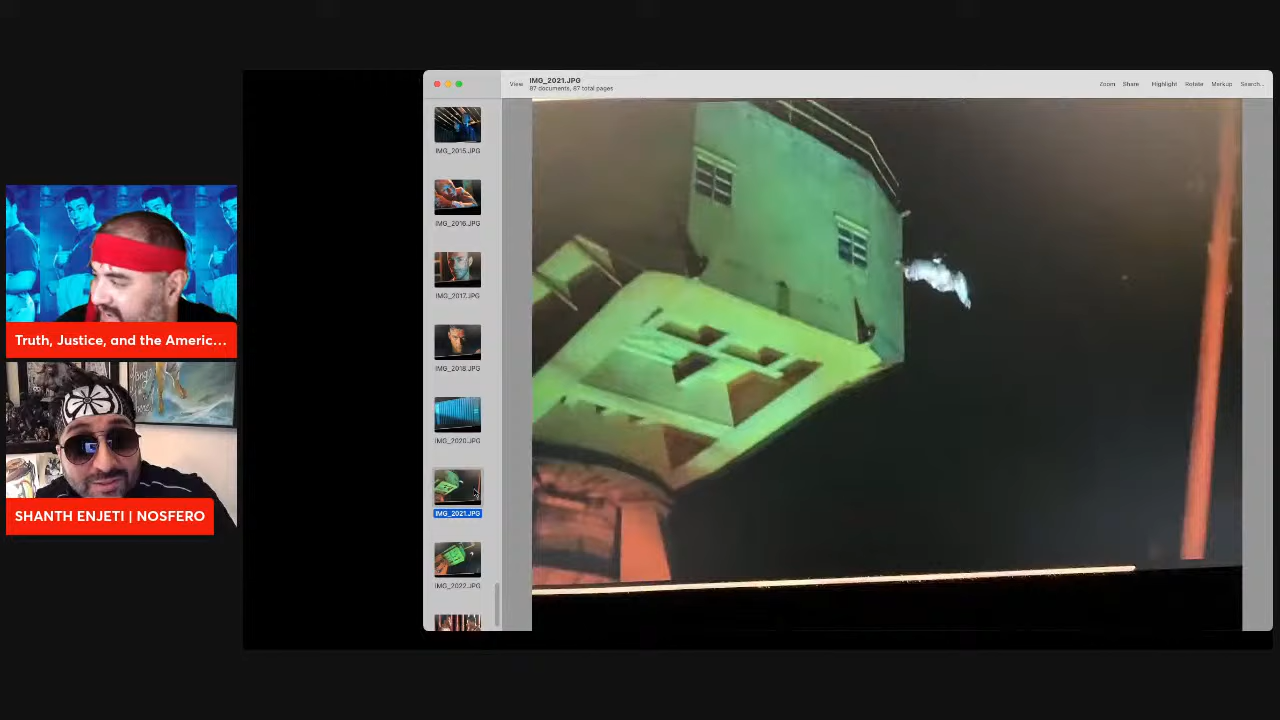 View
IMG_2021.JPG
87 documents, 87 total pages
Zoom
Share
Highlight
Rotate
Markup
Search...
IMG_2015.JPG
IMG_2016.JPG
IMG_2017.JPG
IMG_2018.JPG
IMG_2020.JPG
IMG_2021.JPG
IMG_2022.JPG
Truth, Justice, and the Americ...
SHANTH ENJETI | NOSFERO